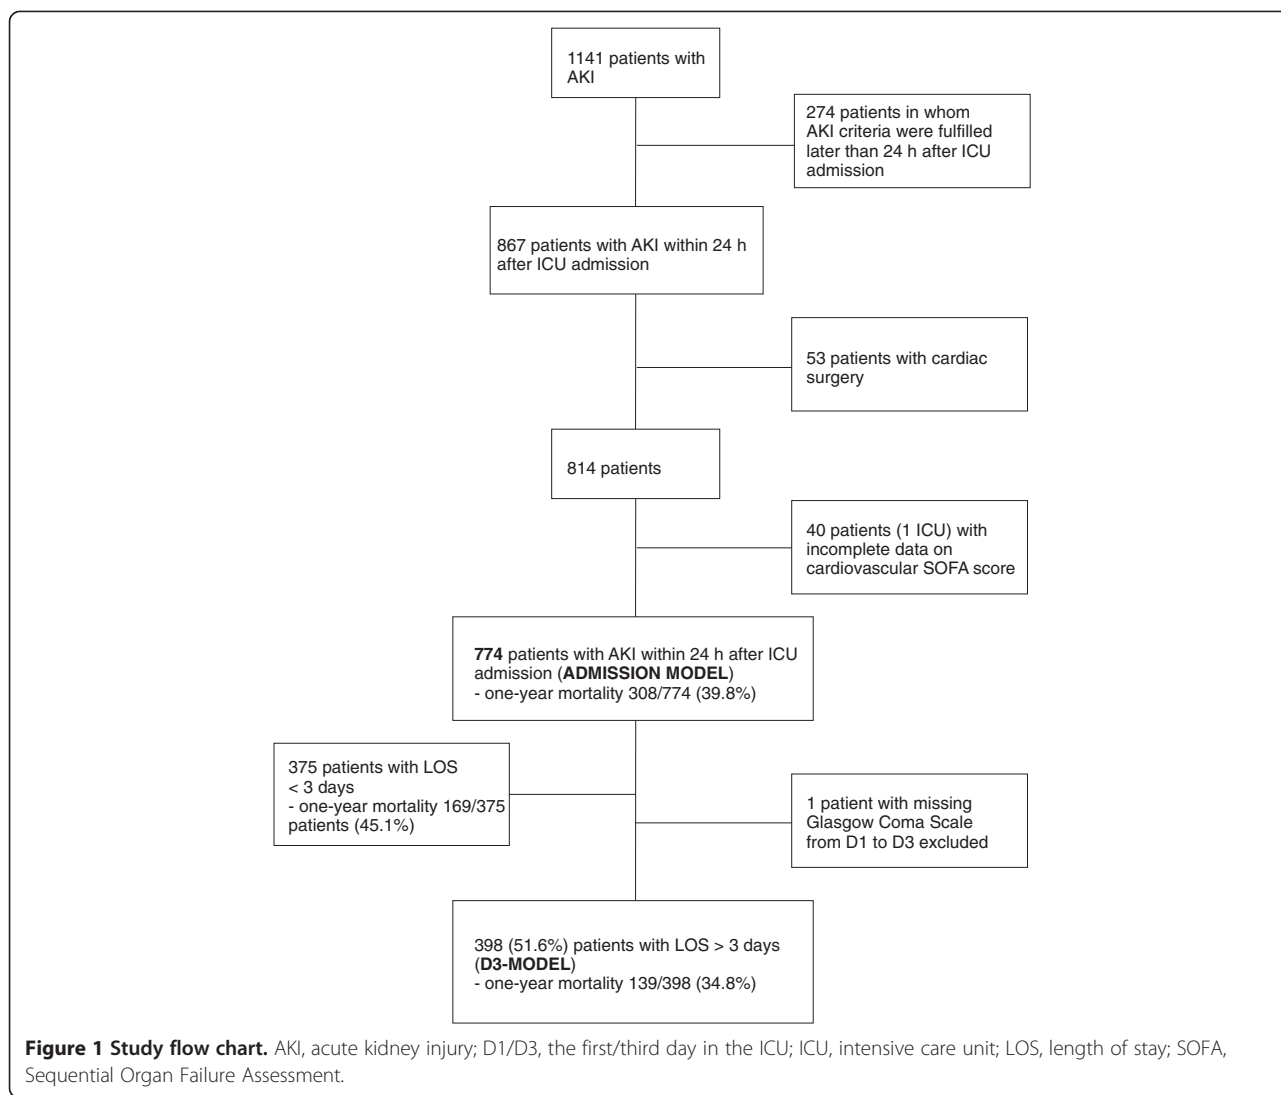 1141 patients with
AKI
274 patients in whom
AKI criteria were fulfilled
later than 24 h after ICU
admission
867 patients with AKI within 24 h
after ICU admission
53 patients with cardiac
surgery
814 patients
40 patients (1 ICU) with
incomplete data on
cardiovascular SOFA score
774 patients with AKI within 24 h after ICU
admission (ADMISSION MODEL)
- one-year mortality 308/774 (39.8%)
375 patients with LOS
< 3 days
- one-year mortality 169/375
patients (45.1%)
1 patient with missing
Glasgow Coma Scale
from D1 to D3 excluded
398 (51.6%) patients with LOS > 3 days
(D3-MODEL)
- one-year mortality 139/398 (34.8%)
Figure 1 Study flow chart. AKI, acute kidney injury; D1/D3, the first/third day in the ICU; ICU, intensive care unit; LOS, length of stay; SOFA,
Sequential Organ Failure Assessment.